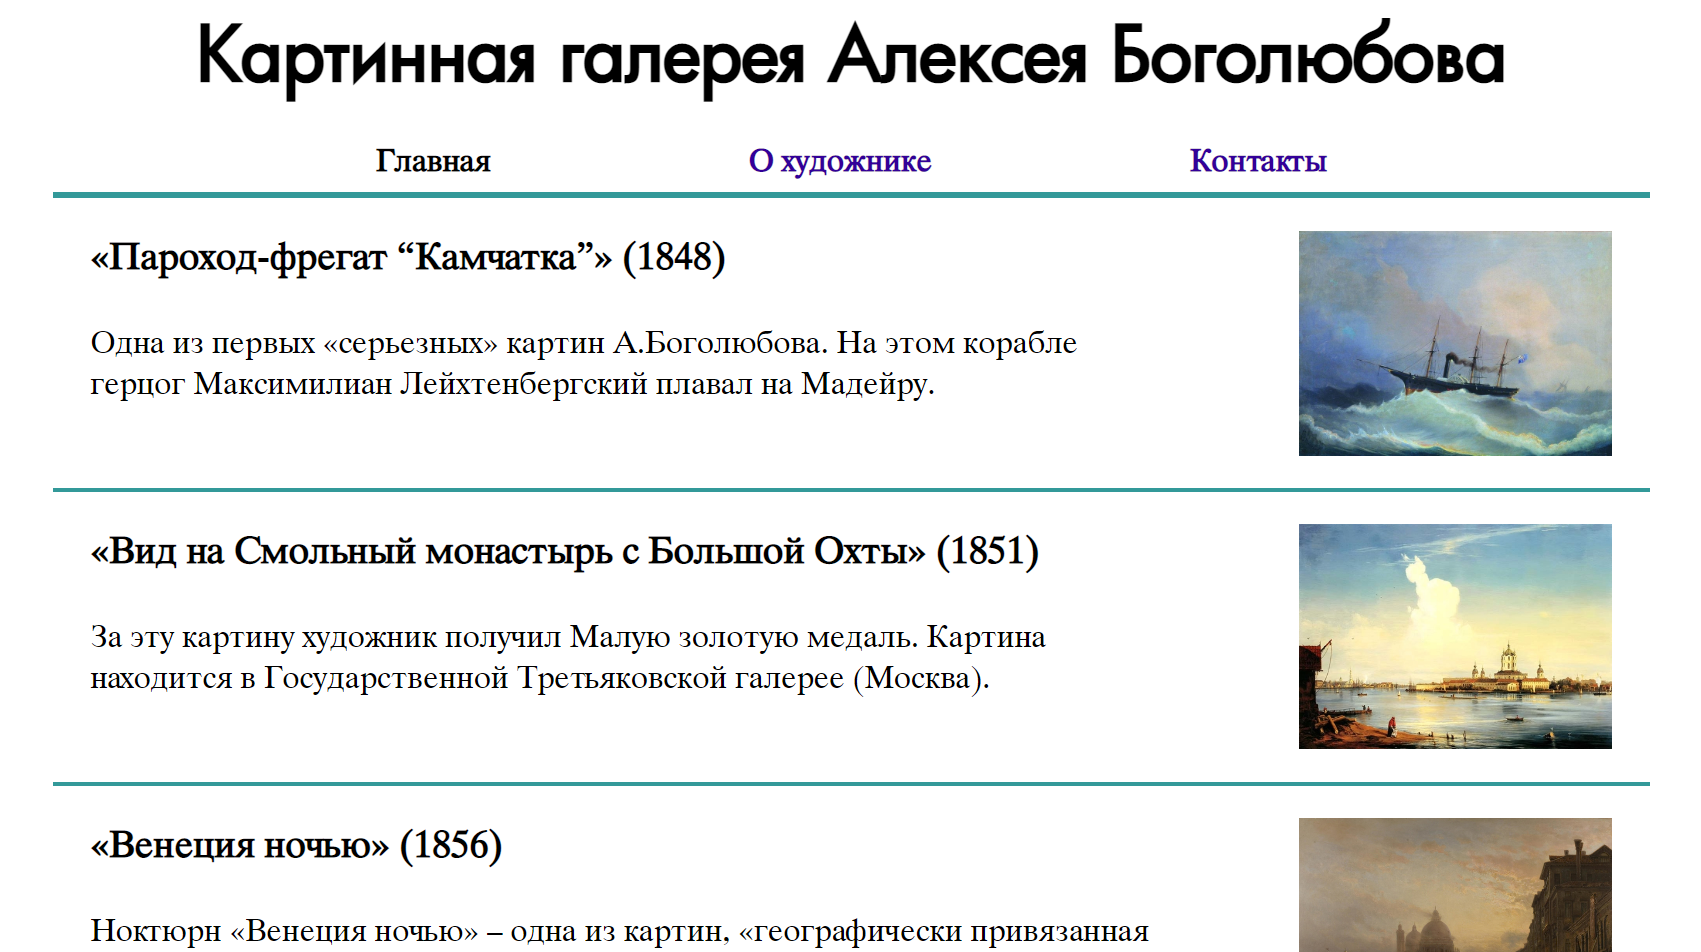 Картинная галерея Алексея Боголюбова
Главная О художнике Контакты
«Пароход-фрегат “Камчатка”» (1848)
Одна из первых «серьезных» картин А.Боголюбова. На этом корабле
герцог Максимилиан Лейхтенбергский плавал на Мадейру.
«Вид на Смольный монастырь с Большой Охты» (1851)
За эту картину художник получил Малую золотую медаль. Картина
находится в Государственной Третьяковской галерее (Москва).
«Венеция ночью» (1856)
Ноктюрн «Венеция ночью» – одна из картин, «географически привязанная